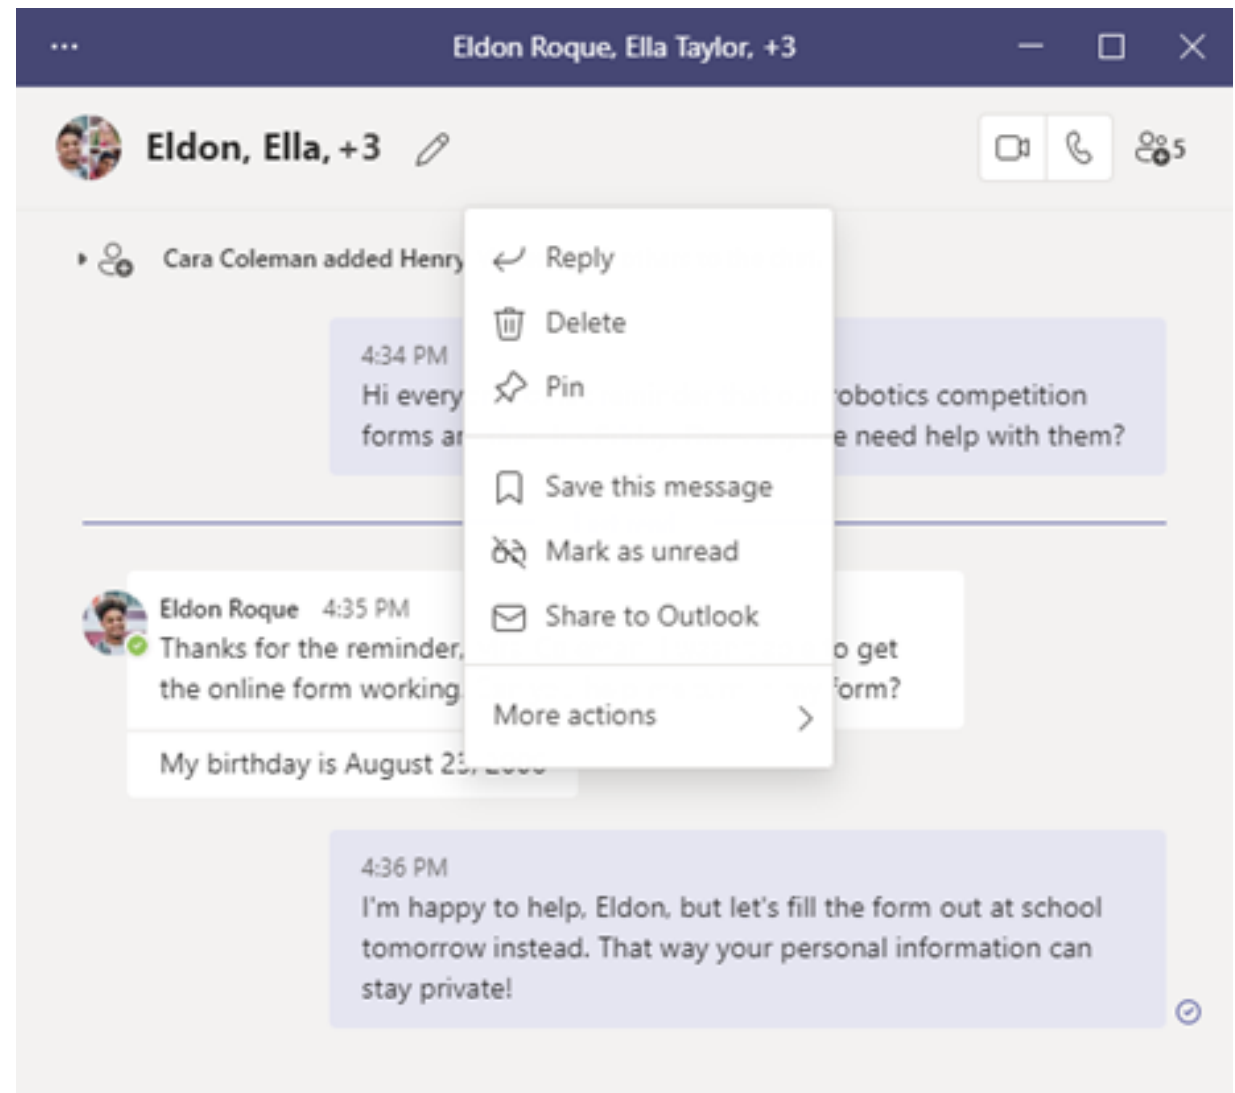 ...
Eldon Roque, Ella Taylor, +3
Eldon, Ella, +3
5
Cara Coleman added Henry
Reply
Delete
Pin
Save this message
Mark as unread
Share to Outlook
More actions
4:34 PM
Hi every robotics competition
forms e need help with them?
Eldon Roque 4:35 PM
Thanks for the reminder, o get
the online form working. form?
My birthday is August 23,
4:36 PM
I'm happy to help, Eldon, but let's fill the form out at school
tomorrow instead. That way your personal information can
stay private!